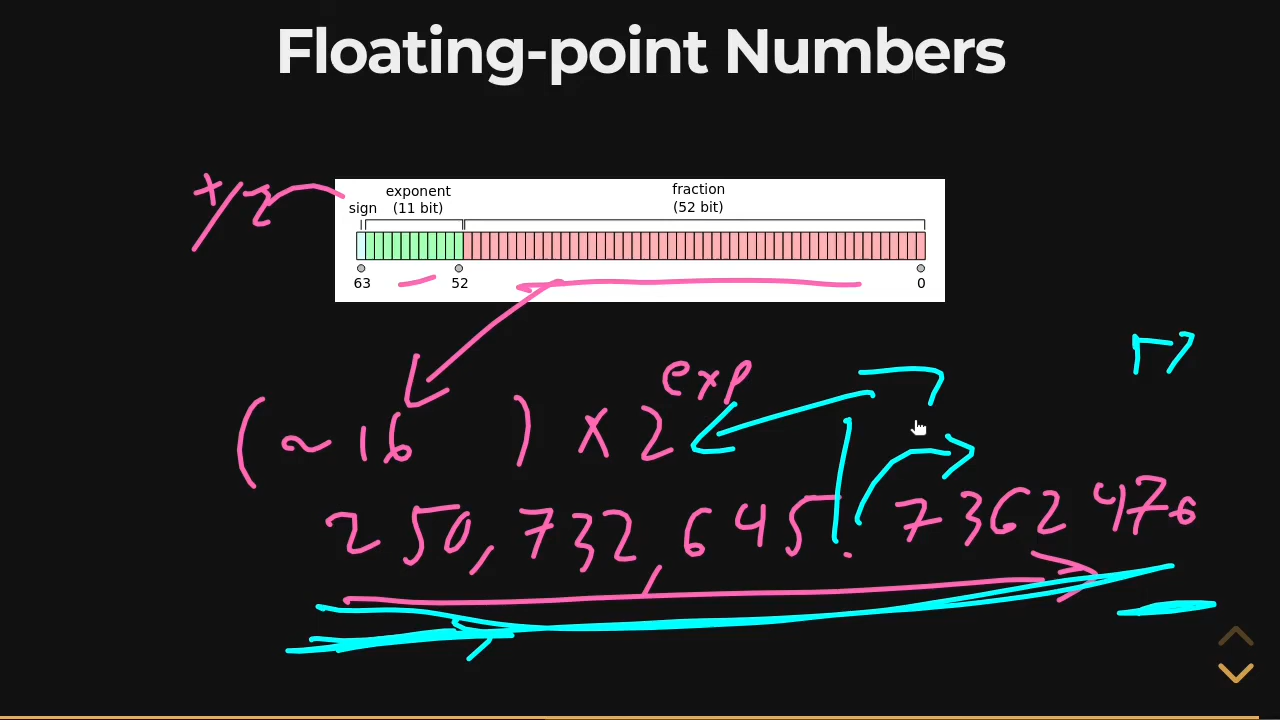 Floating-point Numbers
+/-
sign
exponent
(11 bit)
fraction
(52 bit)
63
52
0
(~16 ) x 2^exp
250,732,645.7362476